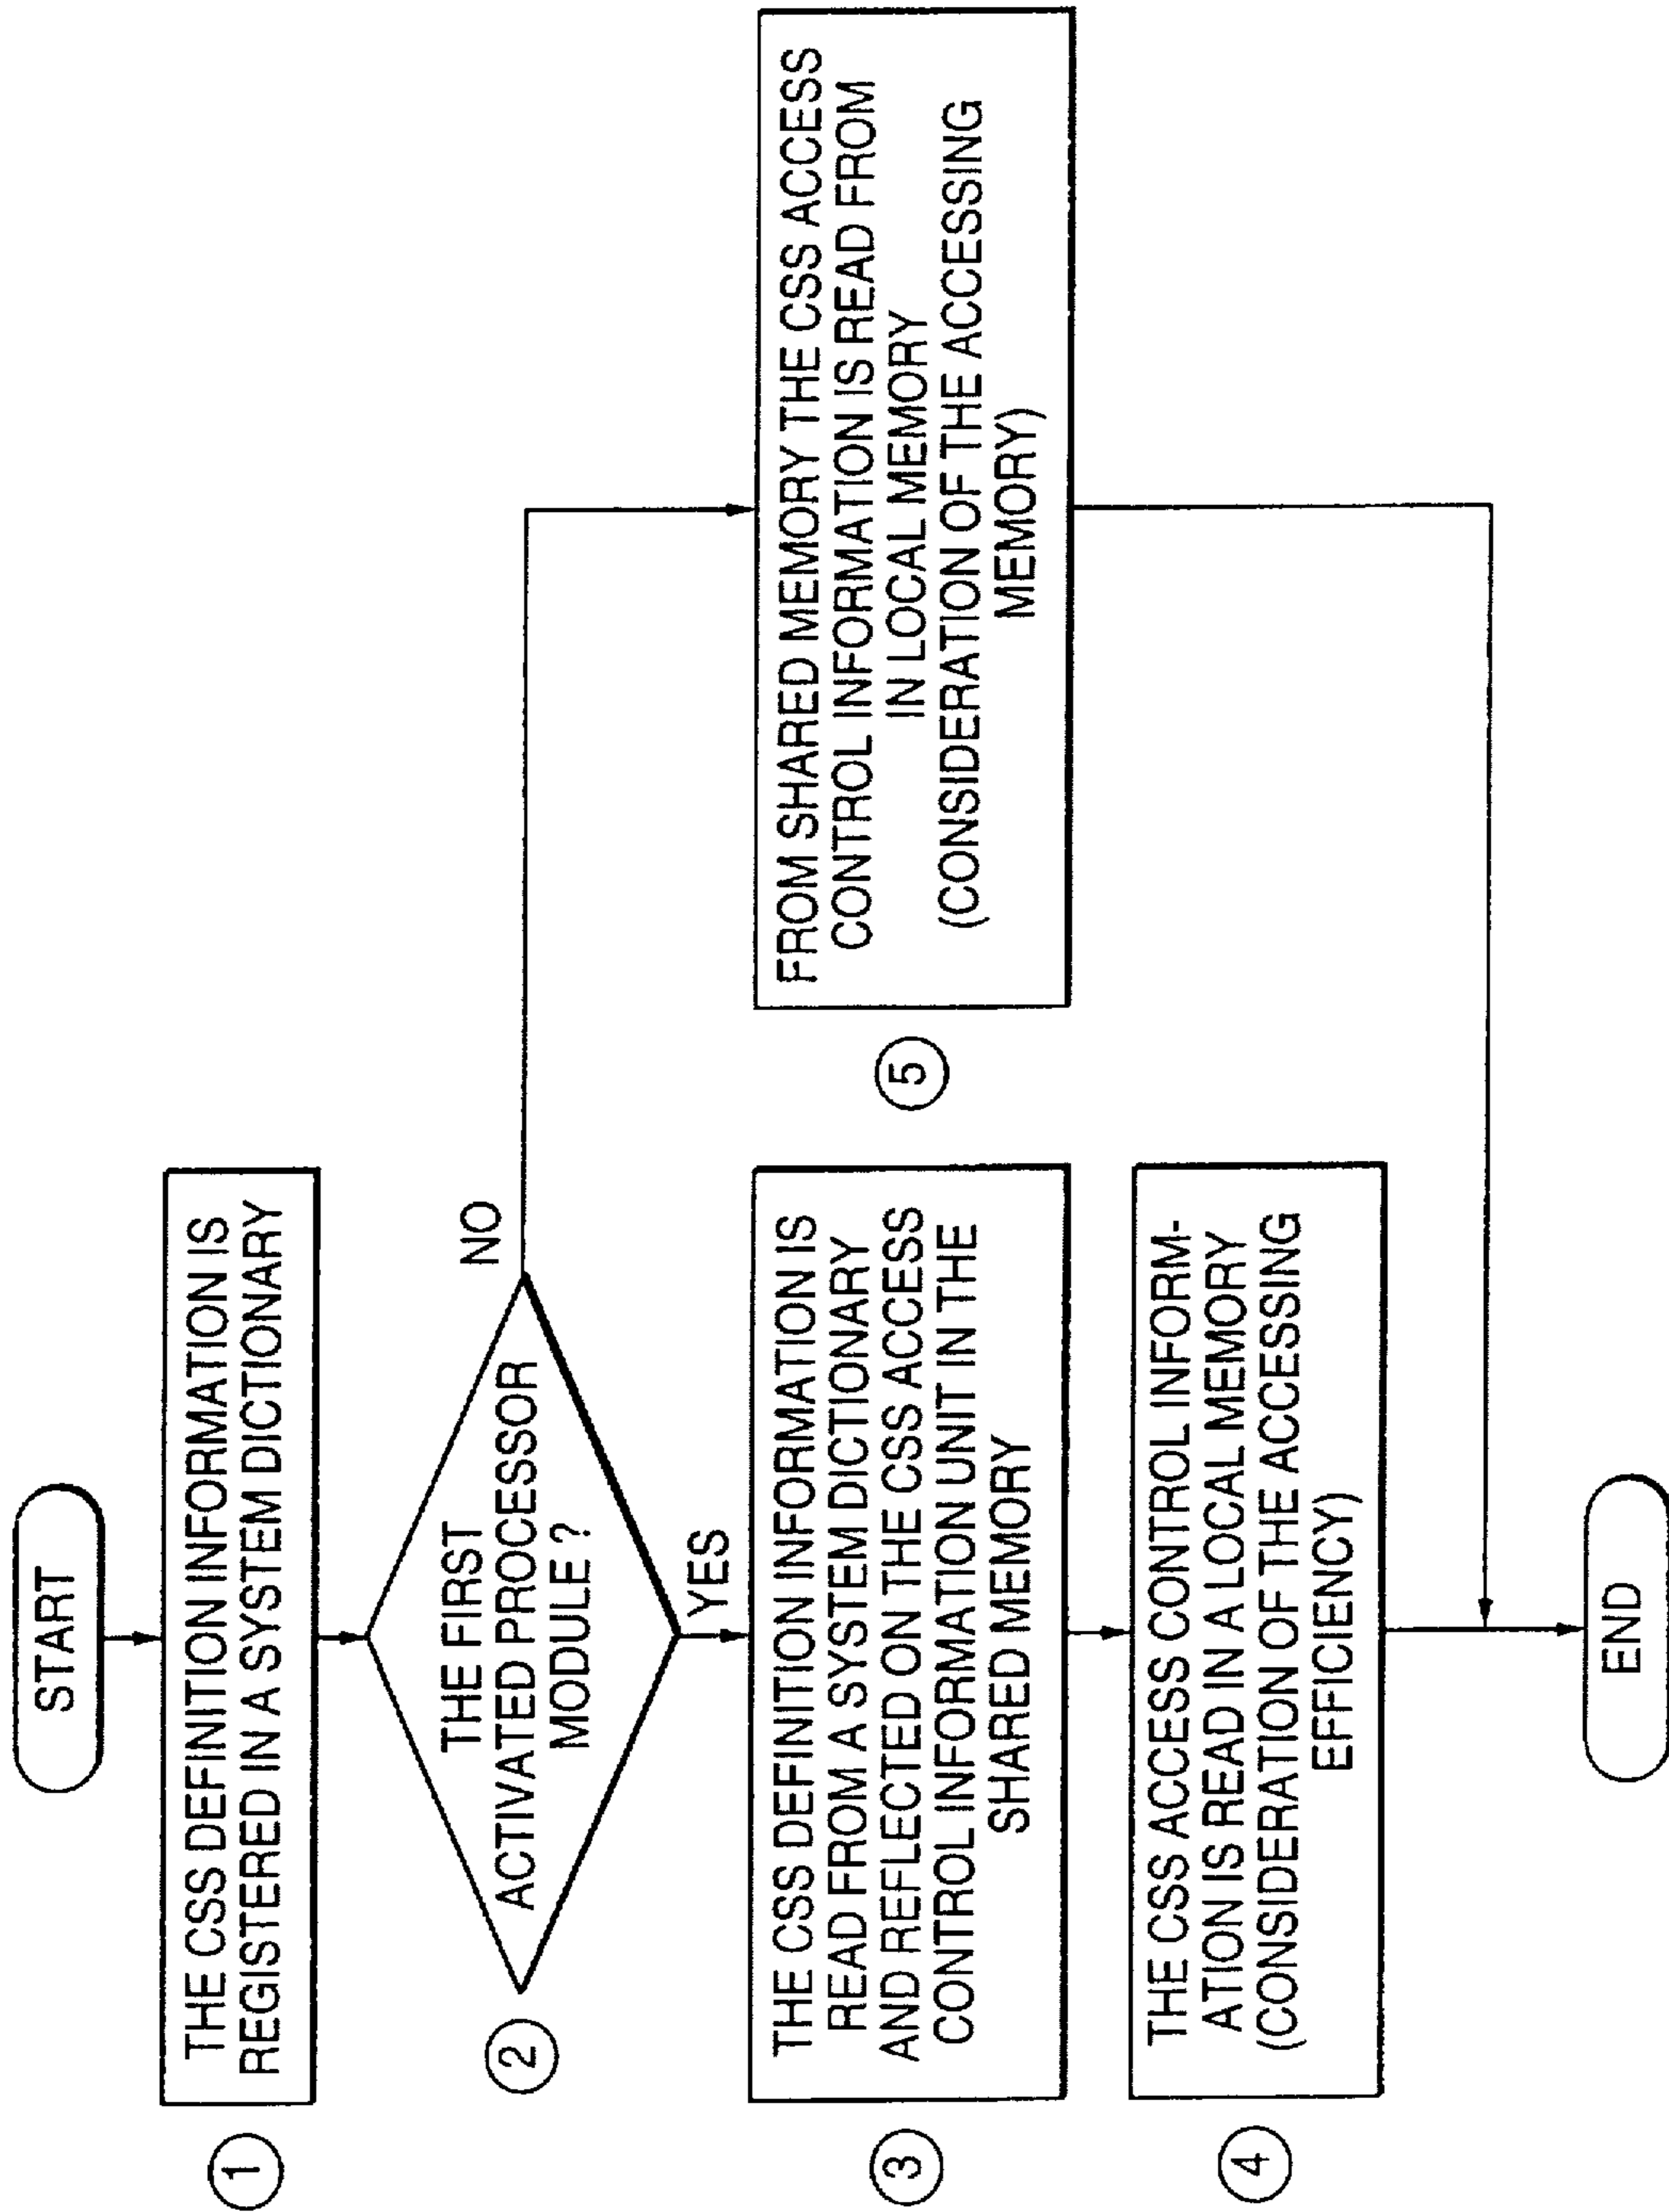 START
1
THE CSS DEFINITION INFORMATION IS
REGISTERED IN A SYSTEM DICTIONARY
2
THE FIRST
ACTIVATED PROCESSOR
MODULE ?
NO
YES
3
THE CSS DEFINITION INFORMATION IS
READ FROM A SYSTEM DICTIONARY
AND REFLECTED ON THE CSS ACCESS
CONTROL INFORMATION UNIT IN THE
SHARED MEMORY
5
FROM SHARED MEMORY THE CSS ACCESS
CONTROL INFORMATION IS READ FROM
IN LOCAL MEMORY
(CONSIDERATION OF THE ACCESSING
MEMORY)
4
THE CSS ACCESS CONTROL INFORM-
ATION IS READ IN A LOCAL MEMORY
(CONSIDERATION OF THE ACCESSING
EFFICIENCY)
END